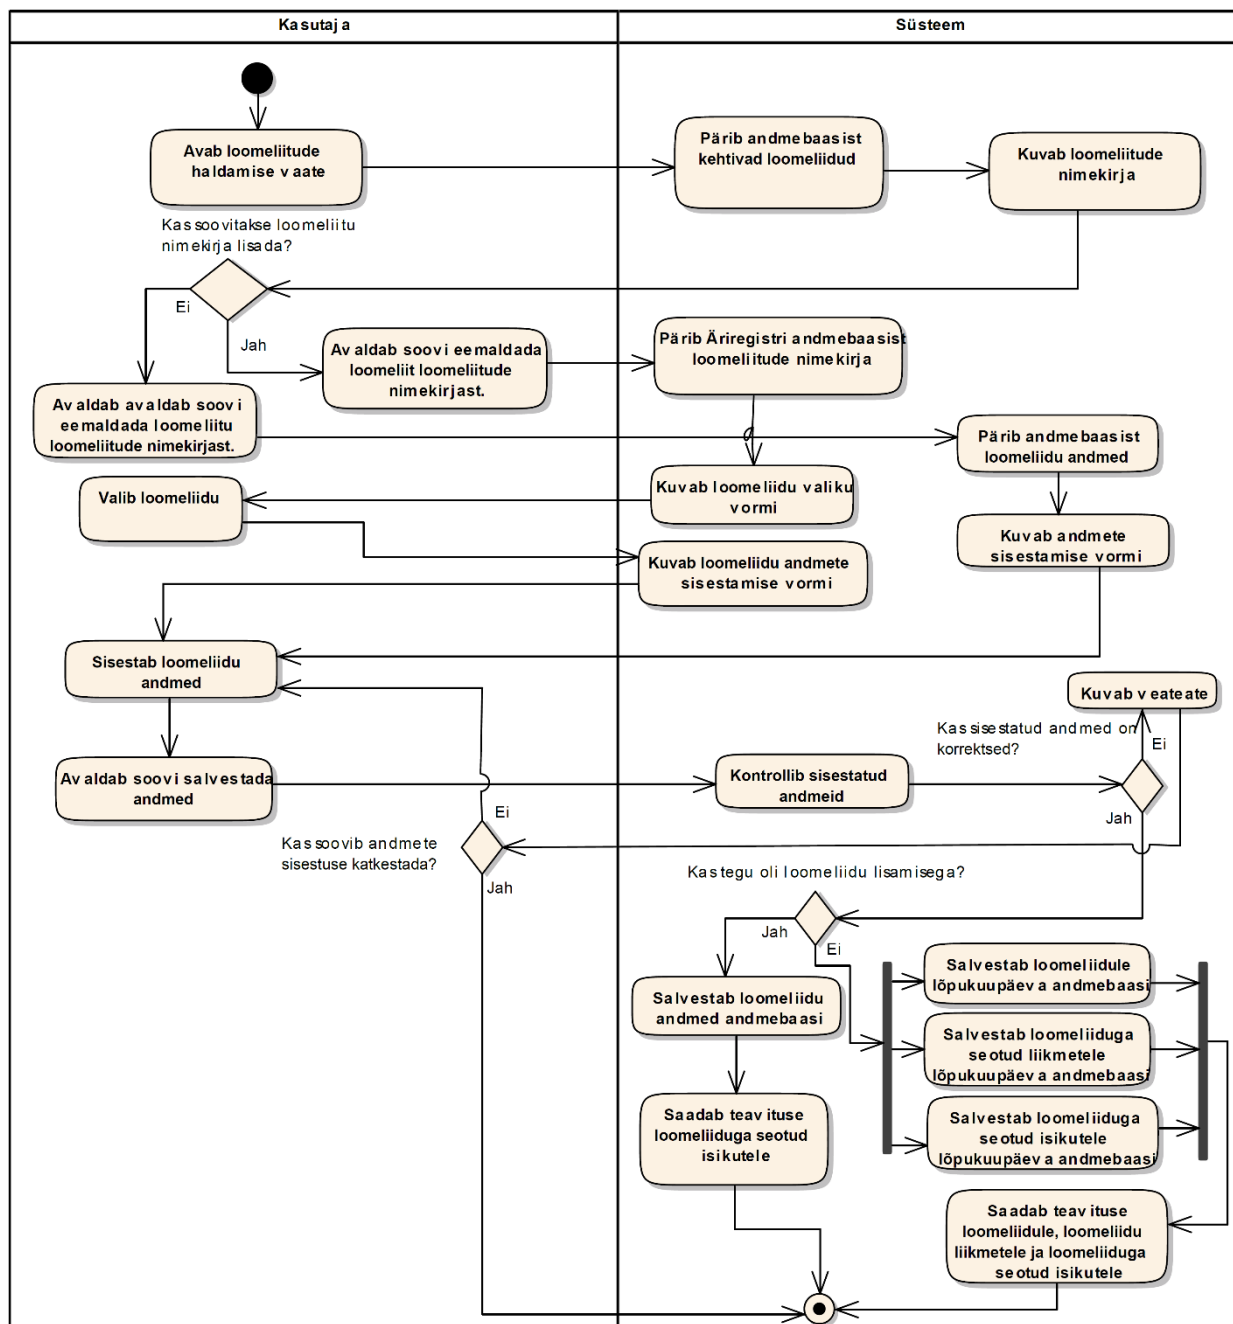 Kasutaja
Süsteem
Avab loomeliitude
haldamise vaate
Pärib andmebaasist
kehtivad loomeliidud
Kuvab loomeliitude
nimekirja
Kas soovitakse loomeliitu
nimekirja lisada?
Ei
Jah
Avaldab soovi eemaldada
loomeliit loomeliitude
nimekirjast.
Pärib Äriregistri andmebaasist
loomeliitude nimekirja
Avaldab avaldab soovi
eemaldada loomeliitu
loomeliitude nimekirjast.
Pärib andmebaasist
loomeliidu andmed
Valib loomeliidu
Kuvab loomeliidu valiku
vormi
Kuvab andmete
sisestamise vormi
Kuvab loomeliidu andmete
sisestamise vormi
Sisestab loomeliidu
andmed
Kuvab veateate
Kas sisestatud andmed on
korrektsed?
Ei
Avaldab soovi salvestada
andmed
Kontrollib sisestatud
andmeid
Jah
Ei
Kas soovib andmete
sisestuse katkestada?
Jah
Kas tegu oli loomeliidu lisamisega?
Jah
Ei
Salvestab loomeliidule
lõpukuupäeva andmebaasi
Salvestab loomeliidu
andmed andmebaasi
Salvestab loomeliiduga
seotud liikmetele
lõpukuupäeva andmebaasi
Saadab teavituse
loomeliiduga seotud
isikutele
Salvestab loomeliiduga
seotud isikutele
lõpukuupäeva andmebaasi
Saadab teavituse
loomeliidule, loomeliidu
liikmetele ja loomeliiduga
seotud isikutele